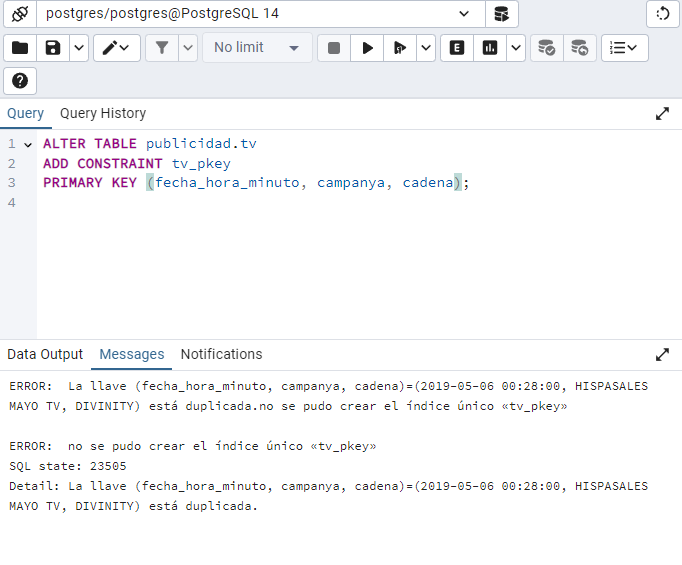 postgres/postgres@PostgreSQL 14
No limit
E
Query Query History
1 ALTER TABLE publicidad.tv
2 ADD CONSTRAINT tv_pkey
3 PRIMARY KEY (fecha_hora_minuto, campanya, cadena);
4
Data Output Messages Notifications
ERROR:  La llave (fecha_hora_minuto, campanya, cadena)=(2019-05-06 00:28:00, HISPASALES
MAYO TV, DIVINITY) está duplicada.no se pudo crear el índice único «tv_pkey»
ERROR:  no se pudo crear el índice único «tv_pkey»
SQL state: 23505
Detail: La llave (fecha_hora_minuto, campanya, cadena)=(2019-05-06 00:28:00, HISPASALES
MAYO TV, DIVINITY) está duplicada.